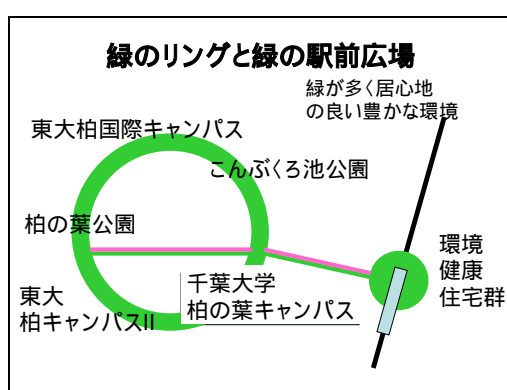 緑のリングと緑の駅前広場
緑が多く居心地
の良い豊かな環境
東大柏国際キャンパス
こんぶくろ池公園
柏の葉公園
環境
健康
住宅群
千葉大学
柏の葉キャンパス
東大
柏キャンパスII